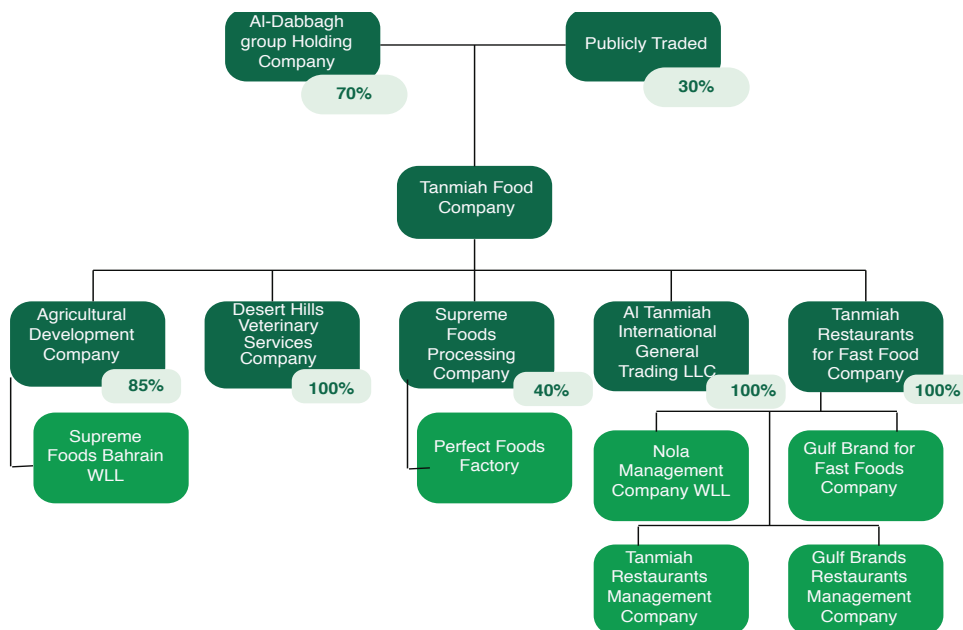 Al-Dabbagh
group Holding
Company
70%
Publicly Traded
30%
Tanmiah Food
Company
Agricultural
Development
Company
85%
Desert Hills
Veterinary
Services
Company
100%
Supreme
Foods
Processing
Company
40%
Al Tanmiah
International
General
Trading LLC
100%
Tanmiah
Restaurants
for Fast Food
Company
100%
Supreme
Foods Bahrain
WLL
Perfect Foods
Factory
Nola
Management
Company WLL
Gulf Brand for
Fast Foods
Company
Tanmiah
Restaurants
Management
Company
Gulf Brands
Restaurants
Management
Company